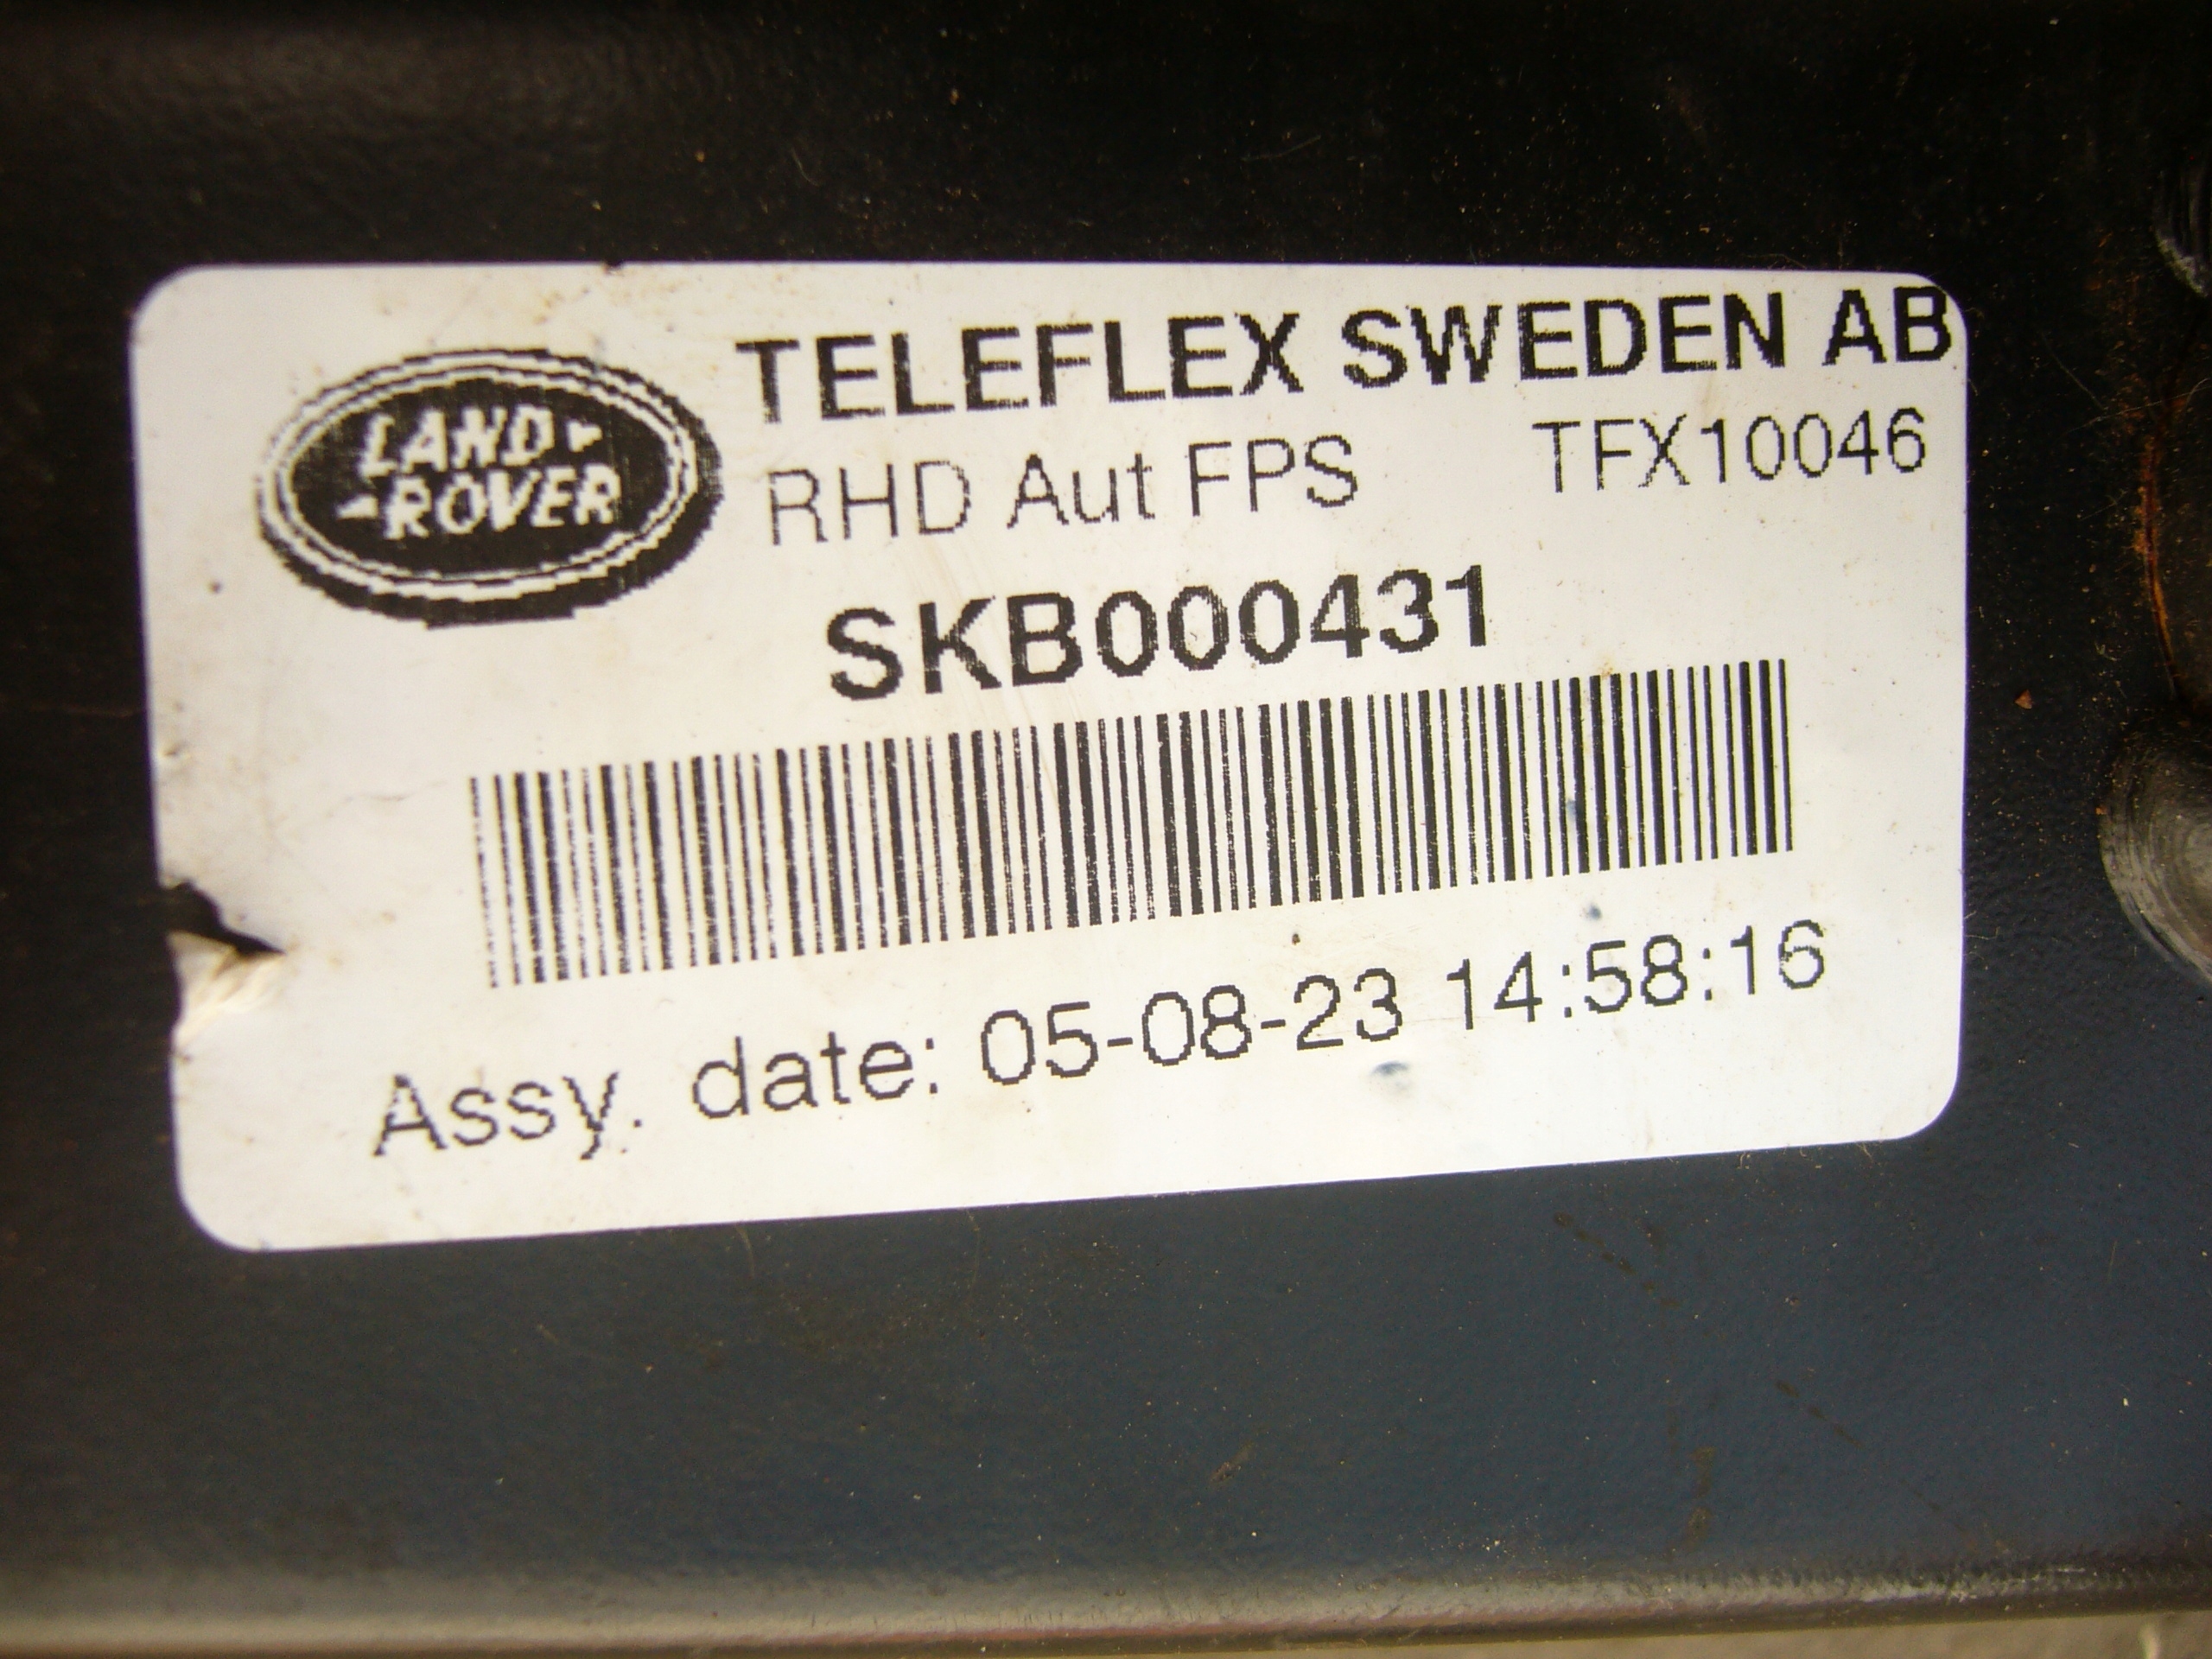 LAND
ROVER
TELEFLEX SWEDEN AB
RHD Aut FPS TFX10046
SKB000431
Assy. date: 05-08-23 14:58:16